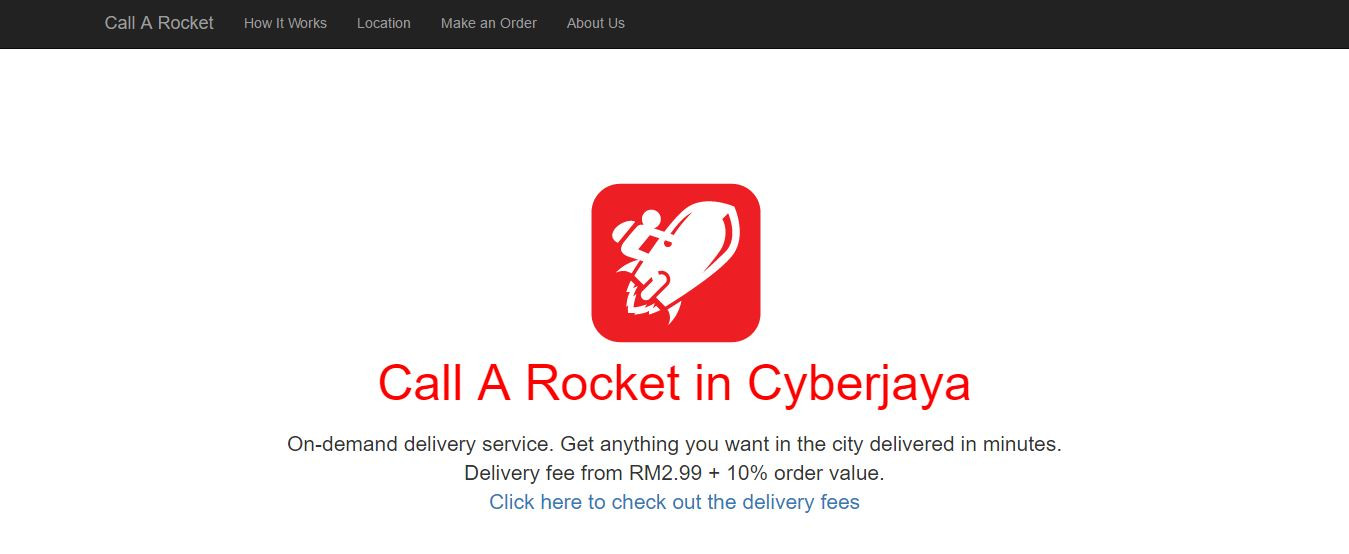 Call A Rocket How It Works Location Make an Order About Us
Call A Rocket in Cyberjaya
On-demand delivery service. Get anything you want in the city delivered in minutes.
Delivery fee from RM2.99 + 10% order value.
Click here to check out the delivery fees